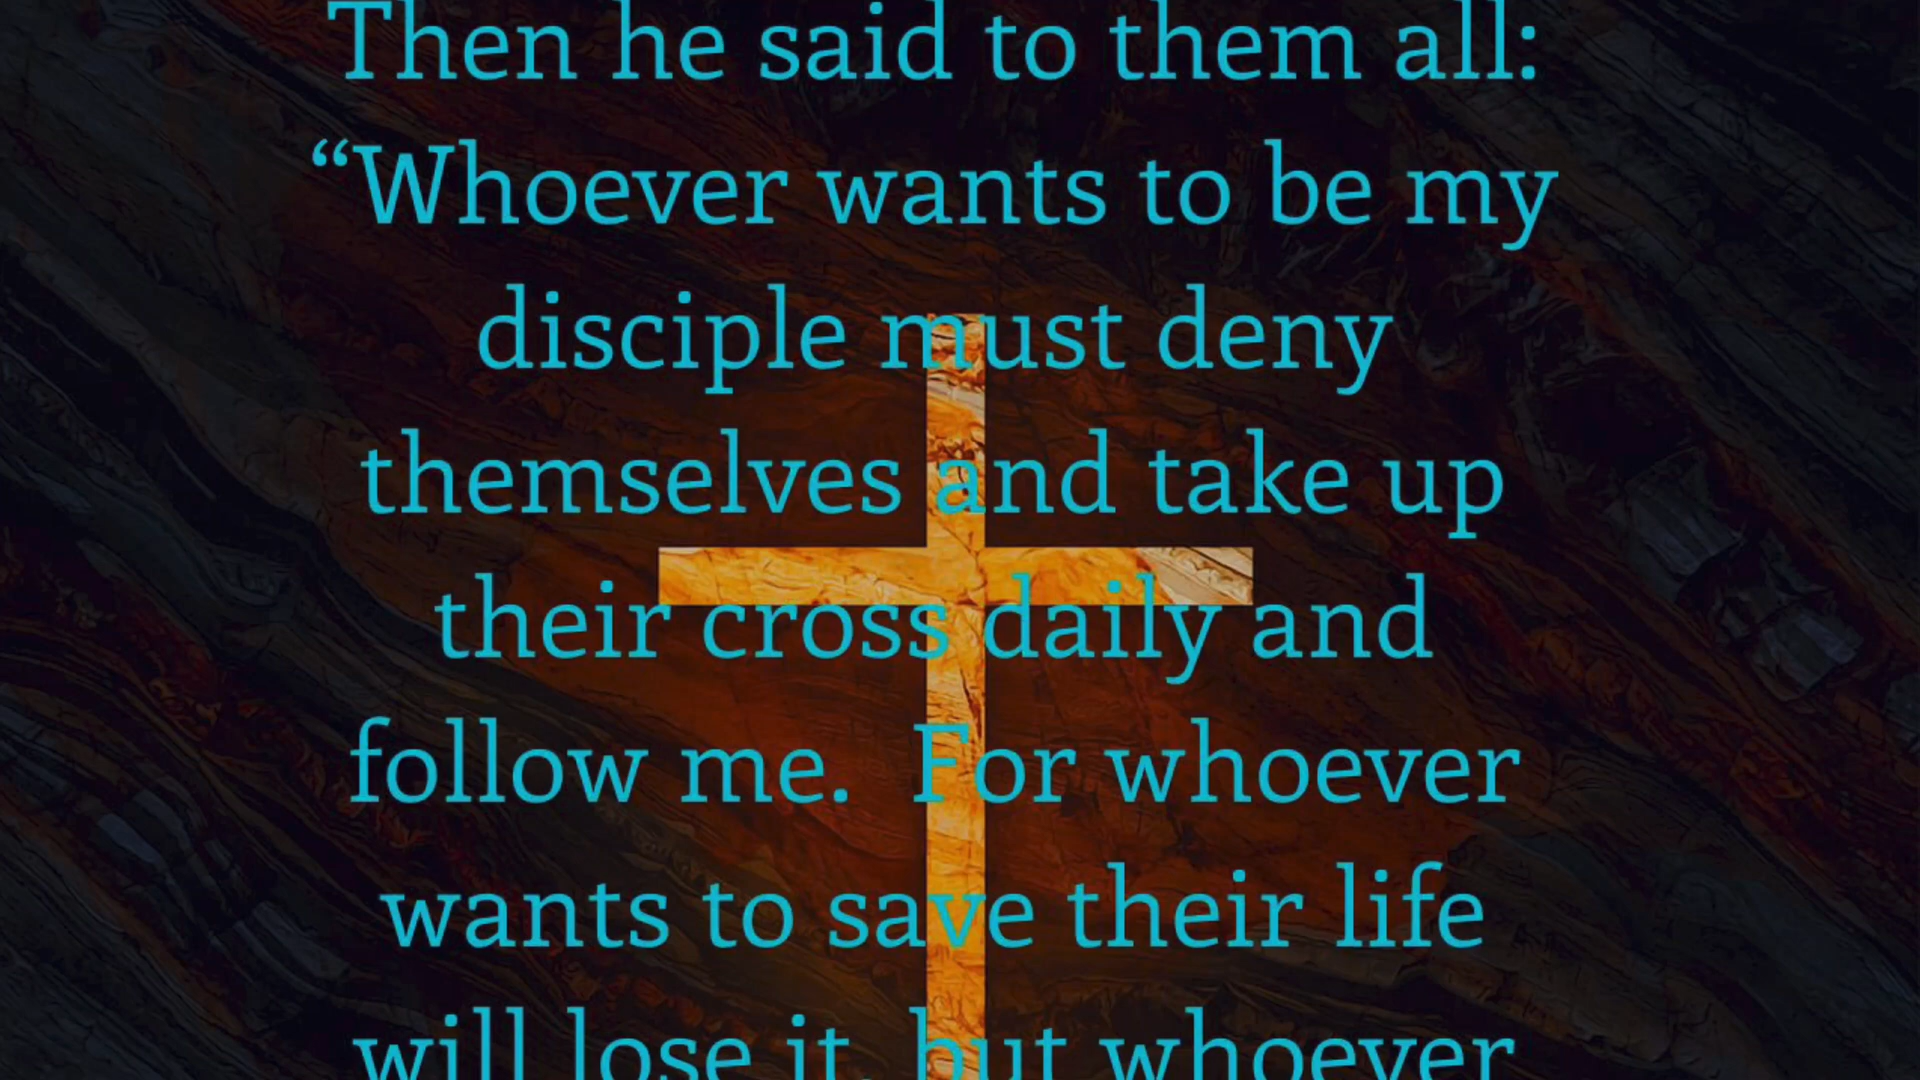 Then he said to them all:
“Whoever wants to be my
disciple must deny
themselves and take up
their cross daily and
follow me.  For whoever
wants to save their life
will lose it, but whoever